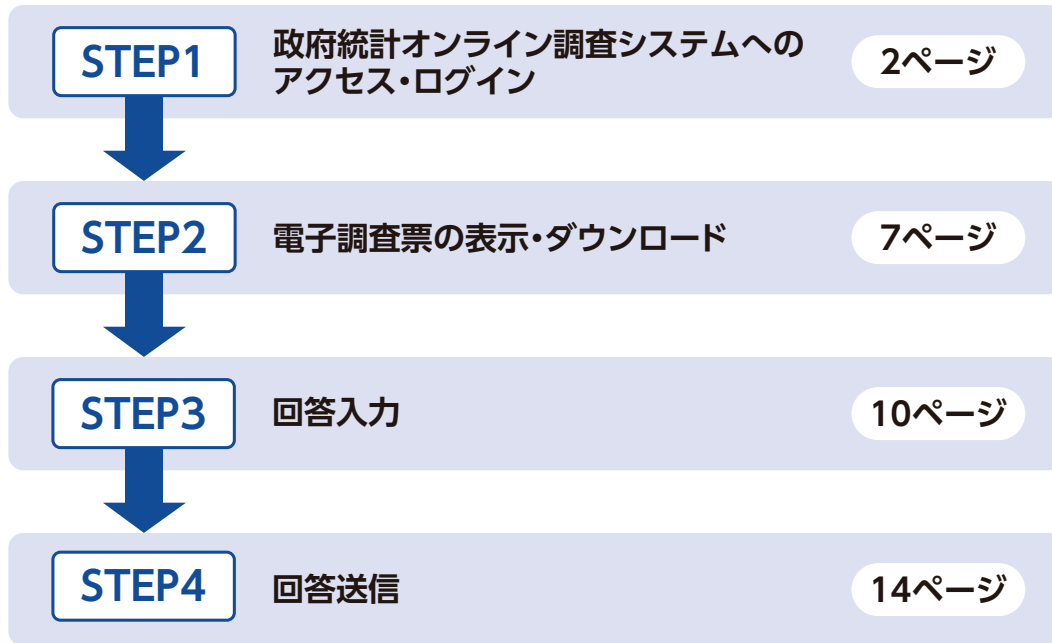 STEP1
政府統計オンライン調査システムへの
アクセス・ログイン
2ページ
STEP2
電子調査票の表示・ダウンロード
7ページ
STEP3
回答入力
10ページ
STEP4
回答送信
14ページ